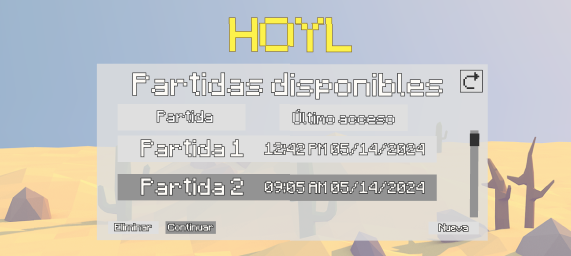 HOYL
Partidas disponibles
Partida Último acceso
Partida 1 12:42 PM 05/14/2024
Partida 2 09:05 AM 05/14/2024
Eliminar Continuar Nueva